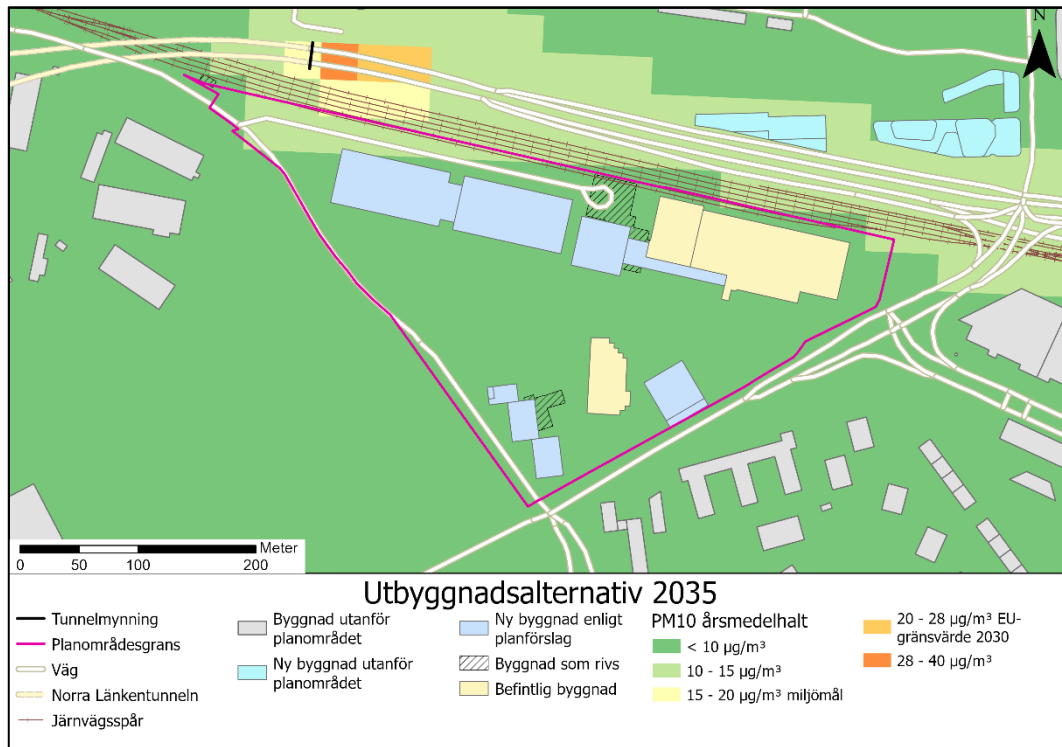 N
Meter
0 50 100 200
Utbyggnadsalternativ 2035
Tunnelmynning
Planområdesgrans
Väg
Norra Länkentunneln
Järnvägsspår
Byggnad utanför
planområdet
Ny byggnad utanför
planområdet
Ny byggnad enligt
planförslag
Byggnad som rivs
Befintlig byggnad
PM10 årsmedelhalt
< 10 µg/m³
10 - 15 µg/m³
15 - 20 µg/m³ miljömål
20 - 28 µg/m³ EU-
gränsvärde 2030
28 - 40 µg/m³